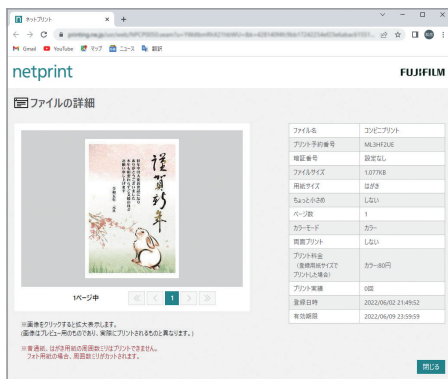 ネットプリント
Gmail
YouTube
マップ
ニュース
翻訳
netprint
FUJIFILM
ファイルの詳細
謹賀新年
1ページ中
1
※画像をクリックすると拡大表示します。
(画像はプレビュー用のものであり、実際にプリントされるものと異なります。)
※普通紙、はがき用紙の周囲数ミリはプリントできません。
フォト用紙の場合、周囲数ミリがカットされます。
ファイル名 コンビニプリント
プリント予約番号 ML3HF2UE
暗証番号 設定なし
ファイルサイズ 1,077KB
用紙サイズ はがき
ちょっと小さめ しない
ページ数 1
カラーモード カラー
両面プリント しない
プリント料金
(登録用紙サイズで
プリントした場合) カラー:80円
プリント実績 0回
登録日時 2022/06/02 21:49:52
有効期限 2022/06/09 23:59:59
閉じる